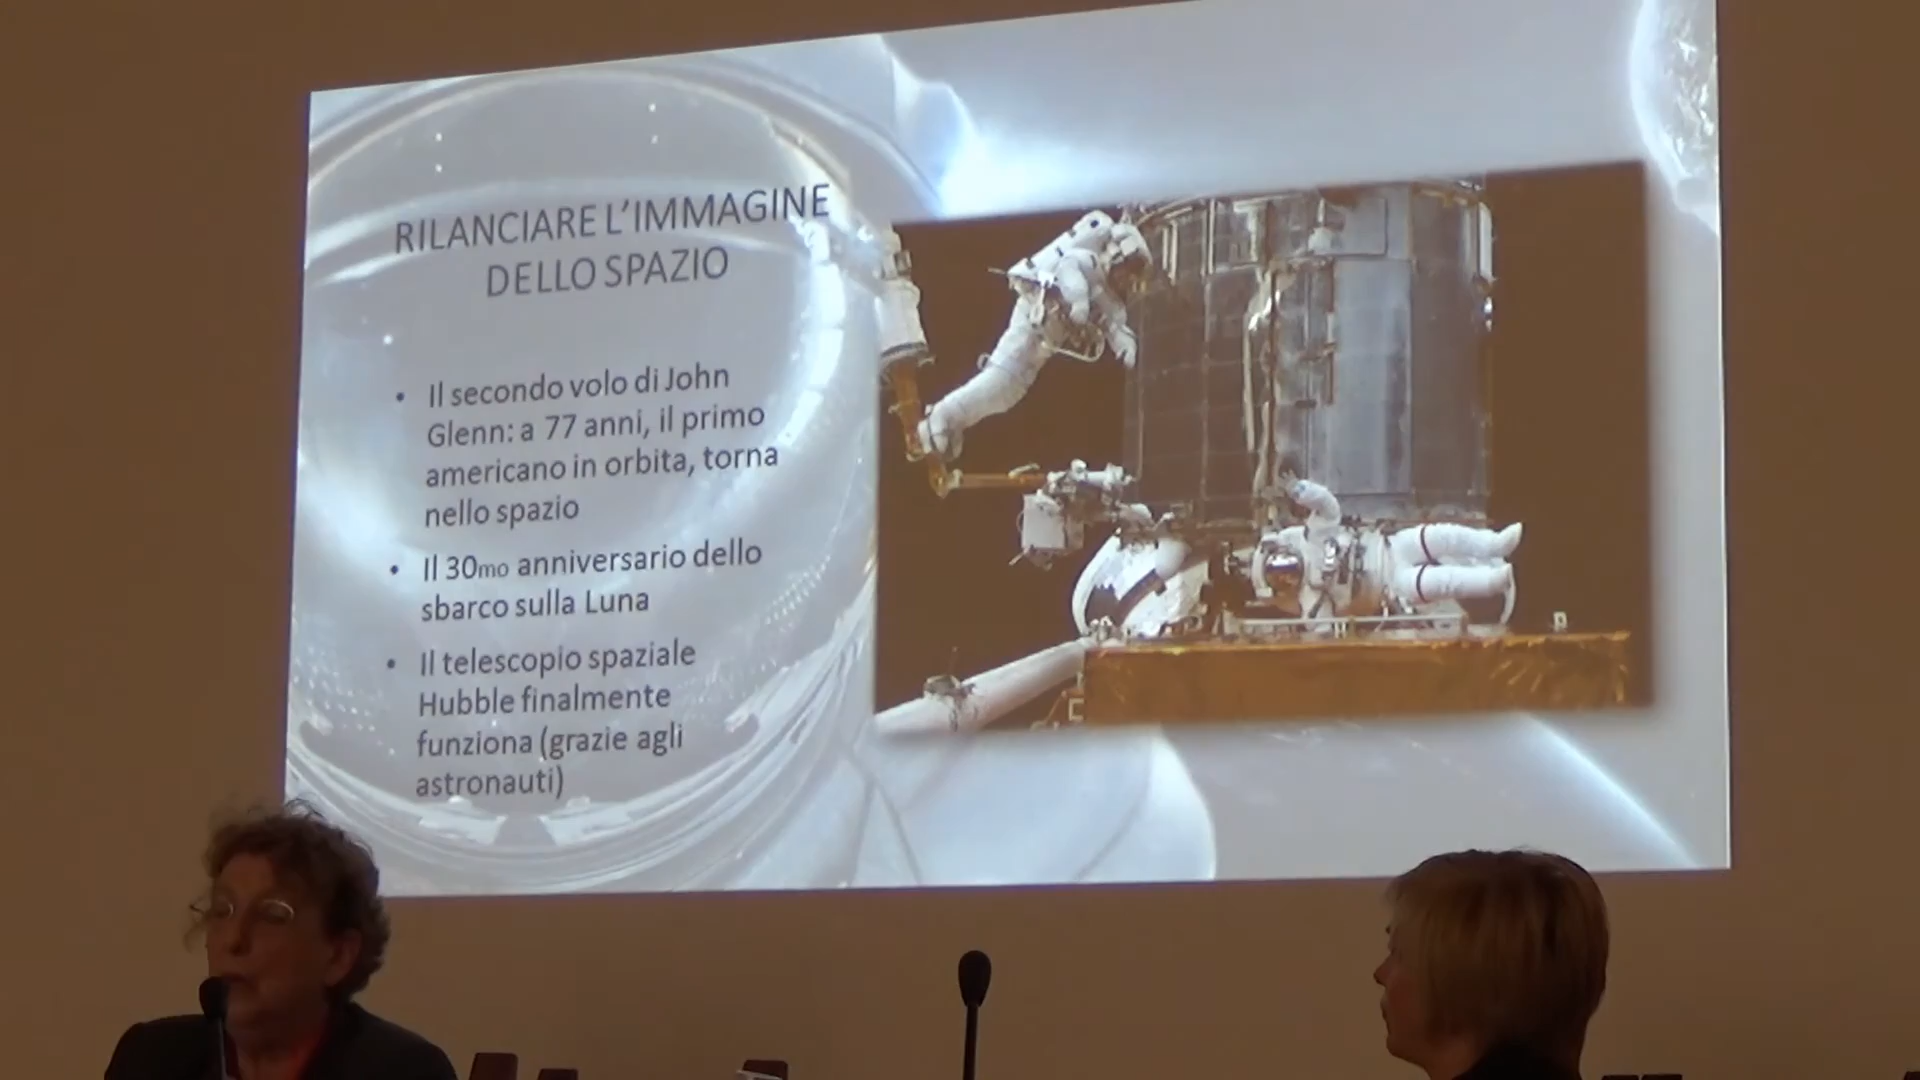 RILANCIARE L'IMMAGINE
DELLO SPAZIO
• Il secondo volo di John
Glenn: a 77 anni, il primo
americano in orbita, torna
nello spazio
• Il 30mo anniversario dello
sbarco sulla Luna
• Il telescopio spaziale
Hubble finalmente
funziona (grazie agli
astronauti)